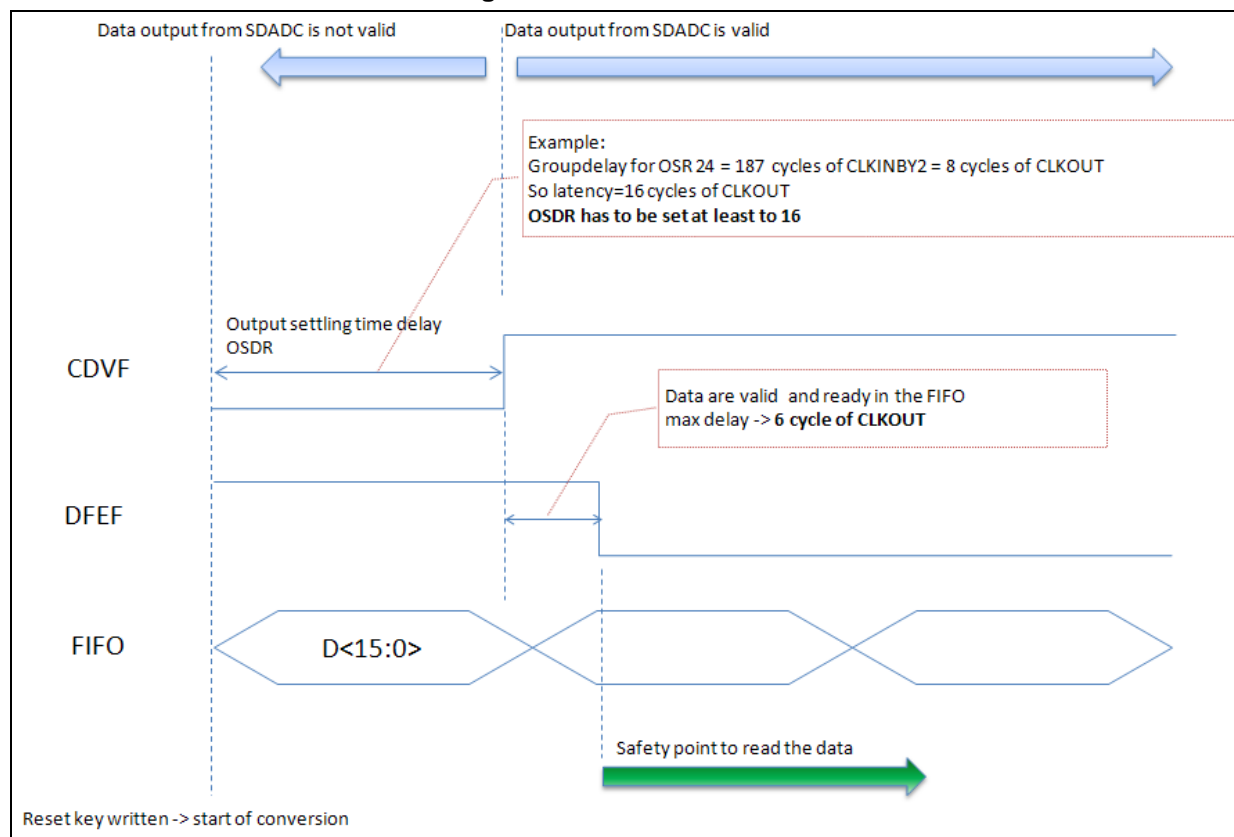 Data output from SDADC is not valid
Data output from SDADC is valid
Example:
Groupdelay for OSR 24 = 187 cycles of CLKINBY2 = 8 cycles of CLKOUT
So latency=16 cycles of CLKOUT
OSDR has to be set at least to 16
Output settling time delay
OSDR
CDVF
Data are valid and ready in the FIFO
max delay -> 6 cycle of CLKOUT
DFEF
FIFO
D<15:0>
Safety point to read the data
Reset key written -> start of conversion